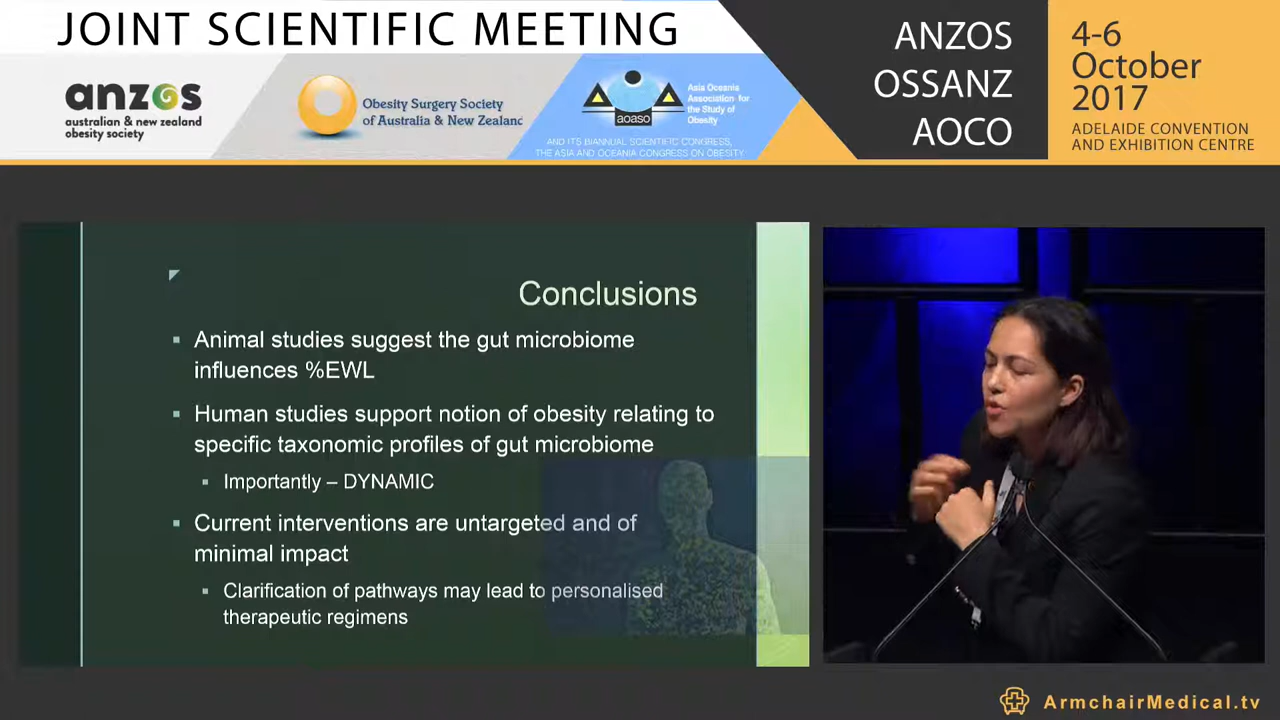 JOINT SCIENTIFIC MEETING
anzos
australian & new zealand
obesity society
Obesity Surgery Society
of Australia & New Zealand
aoaso
Asia Oceania
Association for
the Study of
Obesity
AND ITS BIANNUAL SCIENTIFIC CONGRESS,
THE ASIA AND OCEANIA CONGRESS ON OBESITY
ANZOS
OSSANZ
AOCO
4-6
October
2017
ADELAIDE CONVENTION
AND EXHIBITION CENTRE
Conclusions
Animal studies suggest the gut microbiome
influences %EWL
Human studies support notion of obesity relating to
specific taxonomic profiles of gut microbiome
Importantly – DYNAMIC
Current interventions are untargeted and of
minimal impact
Clarification of pathways may lead to personalised
therapeutic regimens
ArmchairMedical.tv